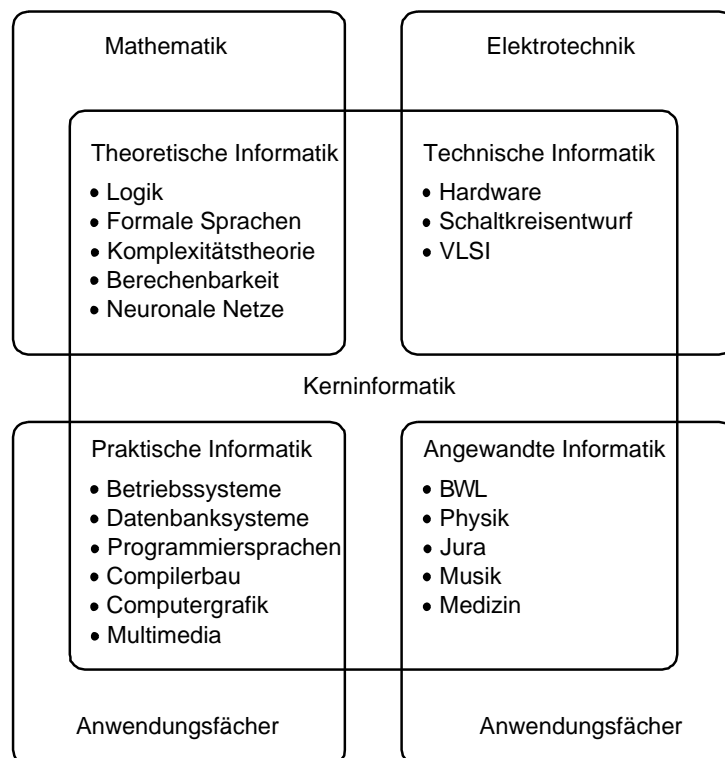 Mathematik
Elektrotechnik
Theoretische Informatik
• Logik
• Formale Sprachen
• Komplexitätstheorie
• Berechenbarkeit
• Neuronale Netze
Technische Informatik
• Hardware
• Schaltkreisentwurf
• VLSI
Kerninformatik
Praktische Informatik
• Betriebssysteme
• Datenbanksysteme
• Programmiersprachen
• Compilerbau
• Computergrafik
• Multimedia
Angewandte Informatik
• BWL
• Physik
• Jura
• Musik
• Medizin
Anwendungsfächer
Anwendungsfächer